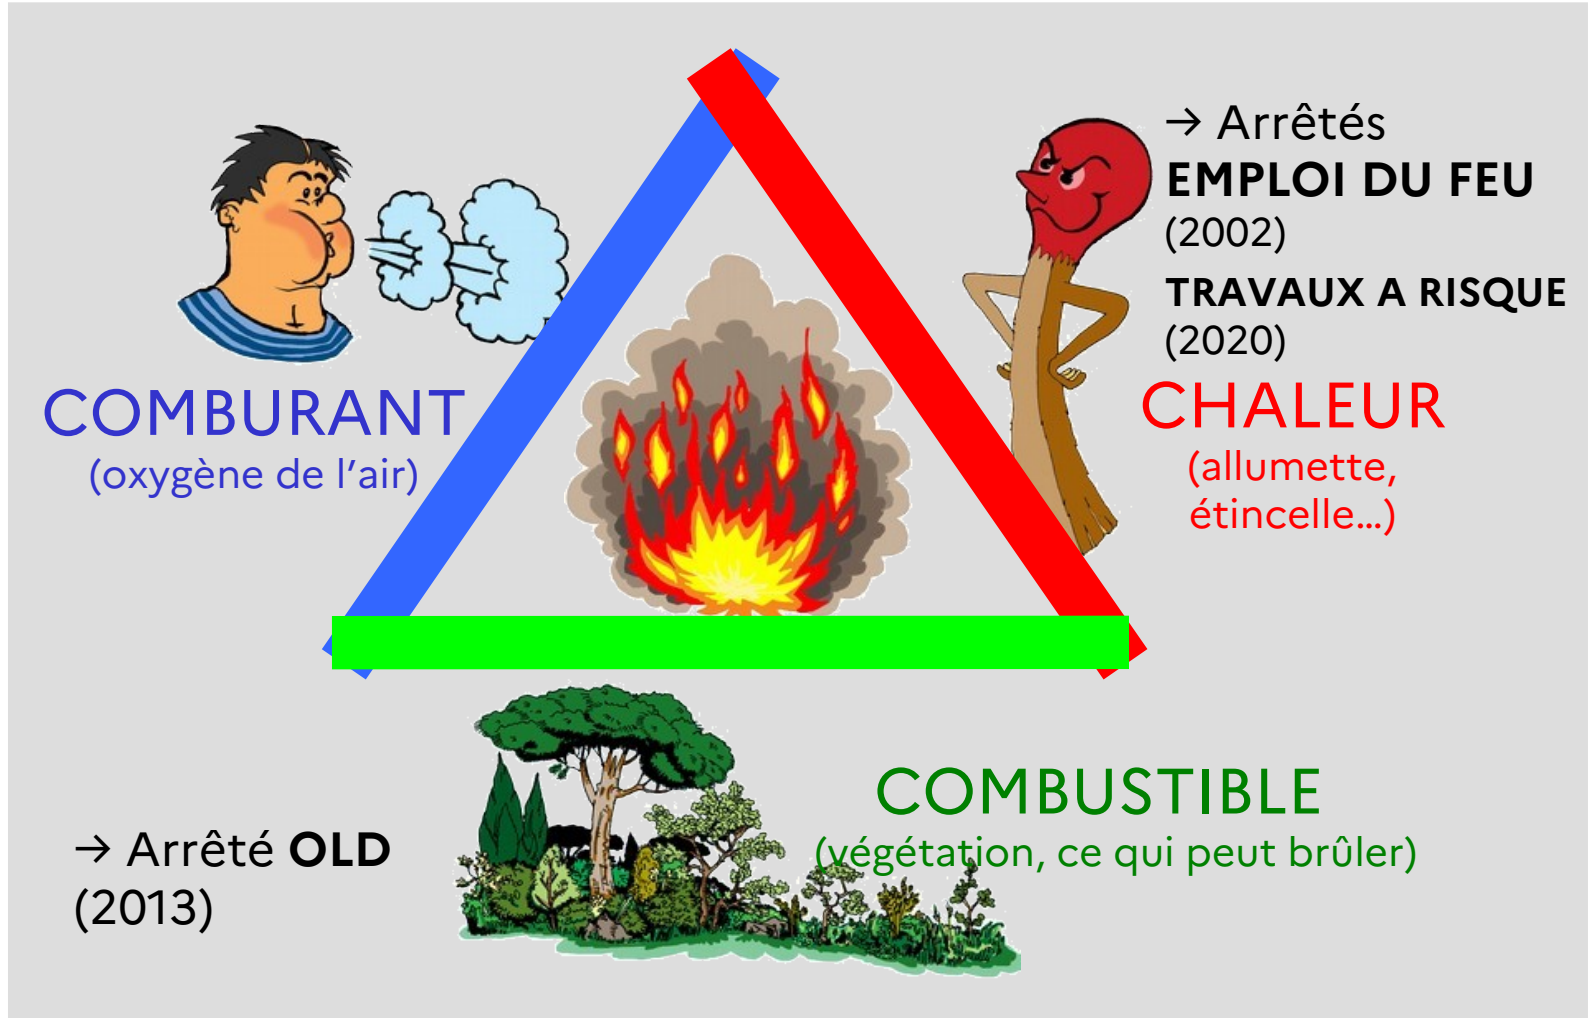 → Arrêtés
EMPLOI DU FEU
(2002)
TRAVAUX A RISQUE
(2020)
COMBURANT
(oxygène de l’air)
CHALEUR
(allumette,
étincelle…)
COMBUSTIBLE
(végétation, ce qui peut brûler)
→ Arrêté OLD
(2013)